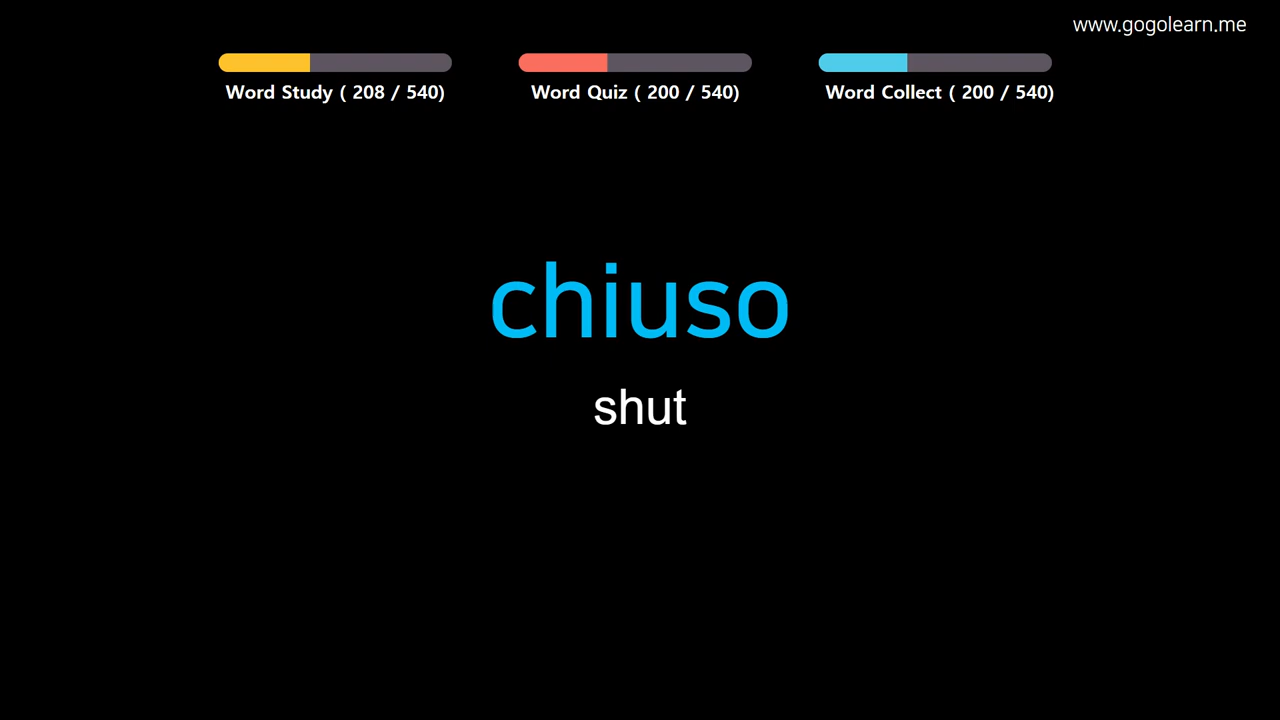 www.gogolearn.me
Word Study ( 208 / 540)
Word Quiz ( 200 / 540)
Word Collect ( 200 / 540)
chiuso
shut